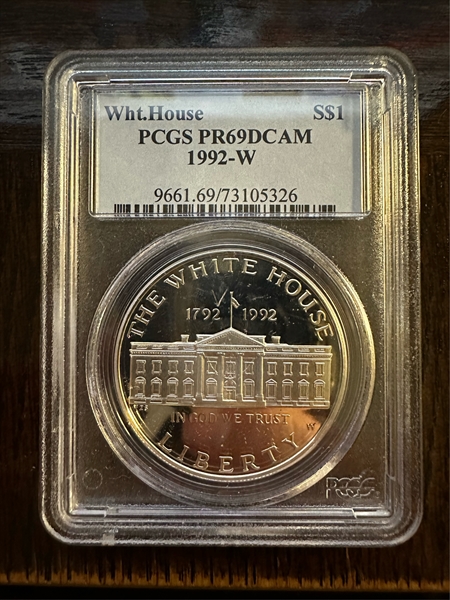 Wht.House S$1
PCGS PR69DCAM
1992-W
9661.69/73105326
THE WHITE HOUSE
1792 1992
IN GOD WE TRUST
W
LIBERTY
PCGS